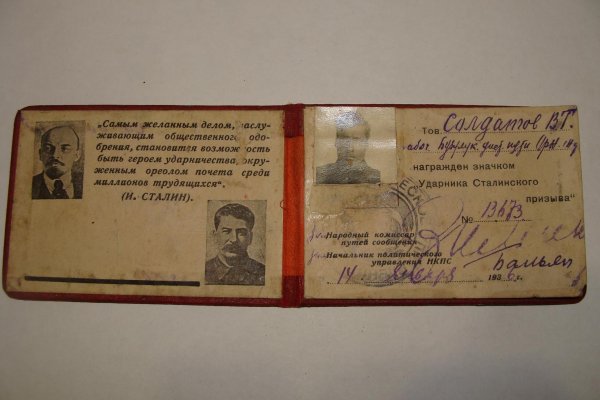 „Самым желанным делом, заслу-
живающим общественного одо-
брения, становится возможность
быть героем ударничества, окру-
женным ореолом почета среди
миллионов трудящихся“.
(И. СТАЛИН).
Тов. Солдатов В.Г.
награжден значком
"Ударника Сталинского
призыва"
№ 13673
Народный комиссар
путей сообщения
Начальник политического
управления НКПС
14 января 1936 г.